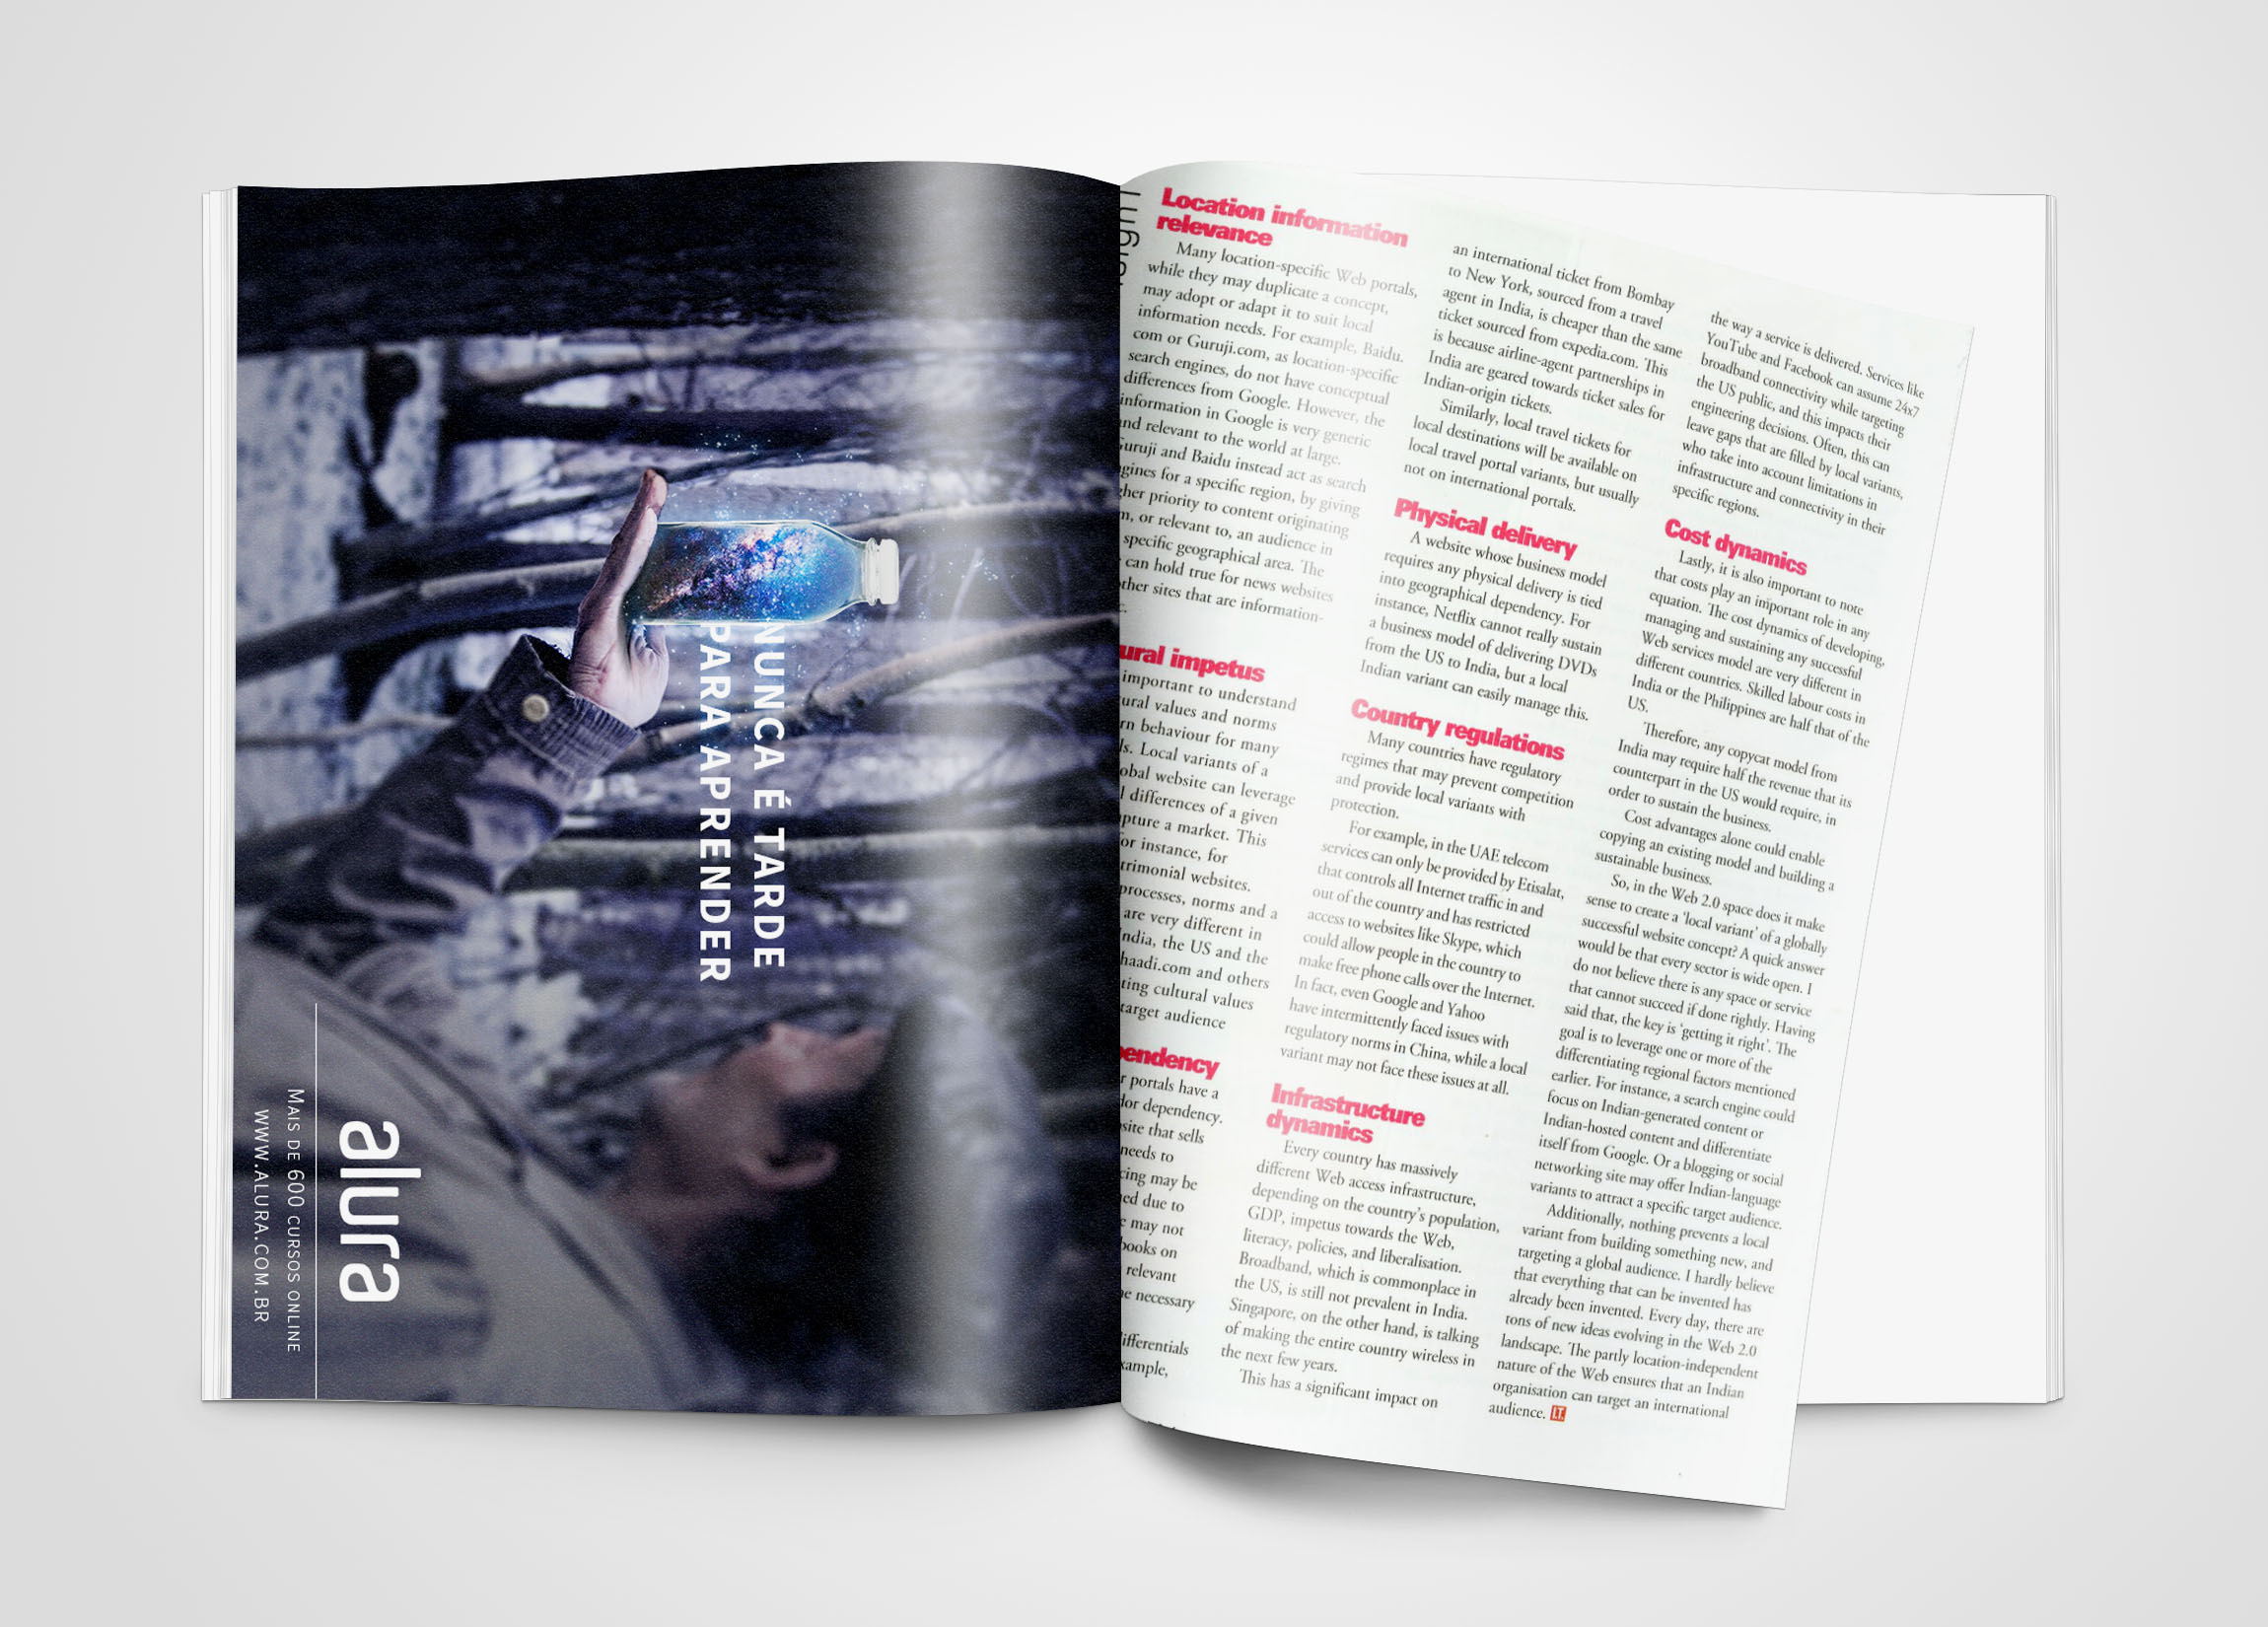 NUNCA É TARDE
PARA APRENDER
alura
MAIS DE 600 CURSOS ONLINE
WWW.ALURA.COM.BR
Location information
relevance
Many location-specific Web portals,
while they may duplicate a concept,
may adopt or adapt it to suit local
information needs. For example, Baidu.
com or Guruji.com, as location-specific
search engines, do not have conceptual
differences from Google. However, the
information in Google is very generic
and relevant to the world at large.
Guruji and Baidu instead act as search
gines for a specific region, by giving
gher priority to content originating
m, or relevant to, an audience in
specific geographical area. The
can hold true for news websites
ther sites that are information-
c.
ural impetus
important to understand
ural values and norms
rn behaviour for many
ls. Local variants of a
obal website can leverage
l differences of a given
pture a market. This
or instance, for
trimonial websites.
processes, norms and a
are very different in
ndia, the US and the
haadi.com and others
ting cultural values
target audience
pendency
r portals have a
dor dependency.
site that sells
needs to
cing may be
ned due to
e may not
books on
relevant
ne necessary
ifferentials
xample,
an international ticket from Bombay
to New York, sourced from a travel
agent in India, is cheaper than the same
ticket sourced from expedia.com. This
is because airline-agent partnerships in
India are geared towards ticket sales for
Indian-origin tickets.
Similarly, local travel tickets for
local destinations will be available on
local travel portal variants, but usually
not on international portals.
Physical delivery
A website whose business model
requires any physical delivery is tied
into geographical dependency. For
instance, Netflix cannot really sustain
a business model of delivering DVDs
from the US to India, but a local
Indian variant can easily manage this.
Country regulations
Many countries have regulatory
regimes that may prevent competition
and provide local variants with
protection.
For example, in the UAE telecom
services can only be provided by Etisalat,
that controls all Internet traffic in and
out of the country and has restricted
access to websites like Skype, which
could allow people in the country to
make free phone calls over the Internet.
In fact, even Google and Yahoo
have intermittently faced issues with
regulatory norms in China, while a local
variant may not face these issues at all.
Infrastructure
dynamics
Every country has massively
different Web access infrastructure,
depending on the country's population,
GDP, impetus towards the Web,
literacy, policies, and liberalisation.
Broadband, which is commonplace in
the US, is still not prevalent in India.
Singapore, on the other hand, is talking
of making the entire country wireless in
the next few years.
This has a significant impact on
the way a service is delivered. Services like
YouTube and Facebook can assume 24x7
broadband connectivity while targeting
the US public, and this impacts their
engineering decisions. Often, this can
leave gaps that are filled by local variants,
who take into account limitations in
infrastructure and connectivity in their
specific regions.
Cost dynamics
Lastly, it is also important to note
that costs play an important role in any
equation. The cost dynamics of developing,
managing and sustaining any successful
Web services model are very different in
different countries. Skilled labour costs in
India or the Philippines are half that of the
US.
Therefore, any copycat model from
India may require half the revenue that its
counterpart in the US would require, in
order to sustain the business.
Cost advantages alone could enable
copying an existing model and building a
sustainable business.
So, in the Web 2.0 space does it make
sense to create a 'local variant' of a globally
successful website concept? A quick answer
would be that every sector is wide open. I
do not believe there is any space or service
that cannot succeed if done rightly. Having
said that, the key is 'getting it right'. The
goal is to leverage one or more of the
differentiating regional factors mentioned
earlier. For instance, a search engine could
focus on Indian-generated content or
Indian-hosted content and differentiate
itself from Google. Or a blogging or social
networking site may offer Indian-language
variants to attract a specific target audience.
Additionally, nothing prevents a local
variant from building something new, and
targeting a global audience. I hardly believe
that everything that can be invented has
already been invented. Every day, there are
tons of new ideas evolving in the Web 2.0
landscape. The partly location-independent
nature of the Web ensures that an Indian
organisation can target an international
audience. I.T.